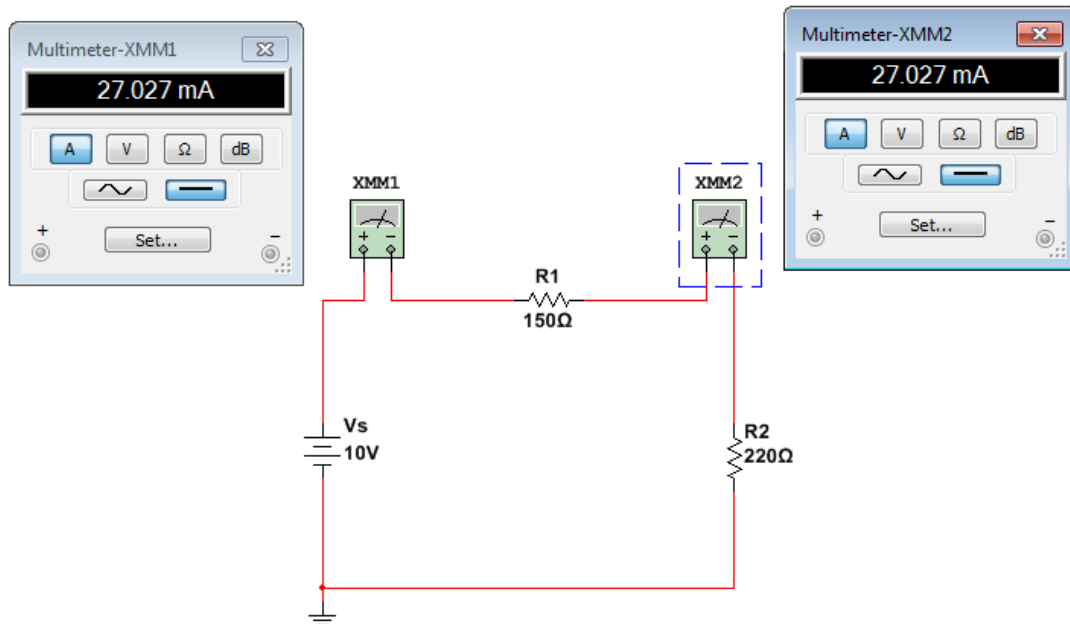 Multimeter-XMM1
27.027 mA
A V Ω dB
+ −
Set...
Multimeter-XMM2
27.027 mA
A V Ω dB
+ −
Set...
XMM1
+ −
XMM2
+ −
R1
150Ω
Vs
10V
R2
220Ω